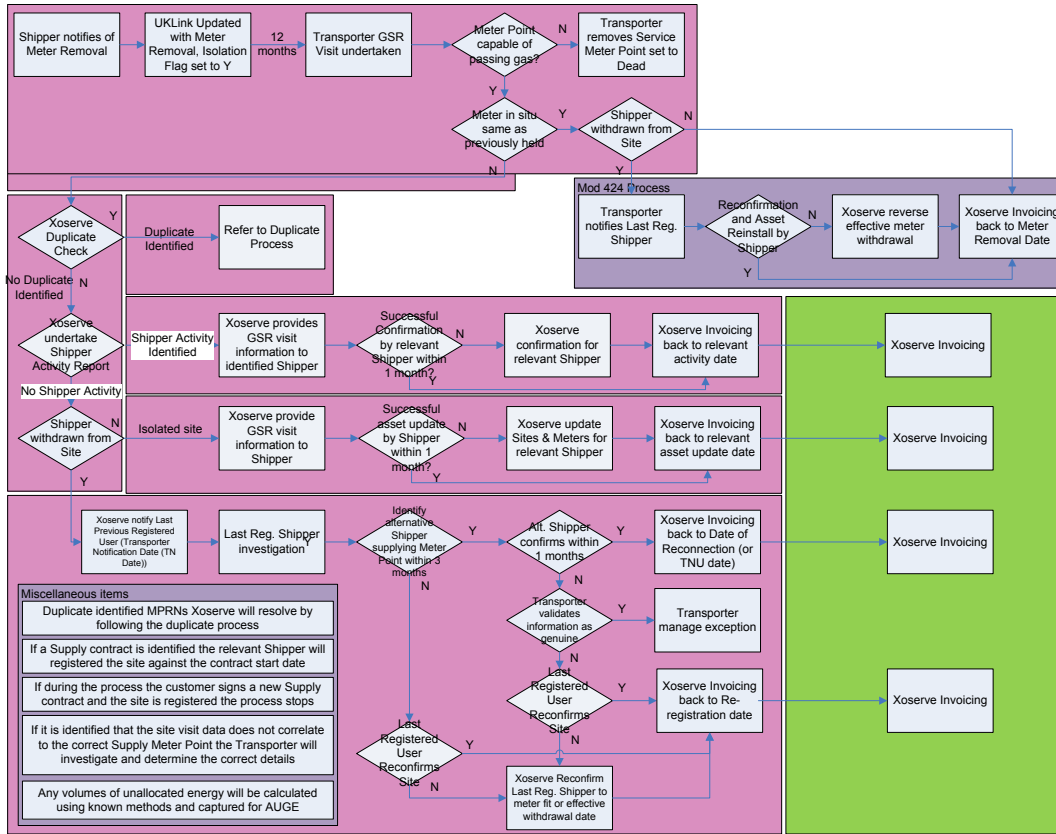 Shipper notifies of
Meter Removal
UKLink Updated
with Meter
Removal, Isolation
Flag set to Y
12
months
Transporter GSR
Visit undertaken
Meter Point
capable of
passing gas?
N
Transporter
removes Service
Meter Point set to
Dead
Y
Meter in situ
same as
previously held
Y
Shipper
withdrawn from
Site
N
N
Y
Mod 424 Process
Transporter
notifies Last Reg.
Shipper
Reconfirmation
and Asset
Reinstall by
Shipper
N
Xoserve reverse
effective meter
withdrawal
Xoserve Invoicing
back to Meter
Removal Date
Y
Xoserve
Duplicate
Check
Y
Duplicate
Identified
Refer to Duplicate
Process
No Duplicate
Identified
N
Xoserve
undertake
Shipper
Activity Report
Shipper Activity
Identified
Xoserve provides
GSR visit
information to
identified Shipper
Successful
Confirmation
by relevant
Shipper within
1 month?
N
Y
Xoserve
confirmation for
relevant Shipper
Xoserve Invoicing
back to relevant
activity date
Xoserve Invoicing
No Shipper Activity
Shipper
withdrawn from
Site
N
Isolated site
Xoserve provide
GSR visit
information to
Shipper
Successful
asset update
by Shipper
within 1
month?
N
Y
Xoserve update
Sites & Meters for
relevant Shipper
Xoserve Invoicing
back to relevant
asset update date
Xoserve Invoicing
Y
Xoserve notify Last
Previous Registered
User (Transporter
Notification Date (TN
Date))
Last Reg. Shipper
investigation
Y
Identify
alternative
Shipper
supplying Meter
Point within 3
months
Y
Alt. Shipper
confirms within
1 months
Y
Xoserve Invoicing
back to Date of
Reconnection (or
TNU date)
Xoserve Invoicing
N
N
Transporter
validates
information as
genuine
Y
Transporter
manage exception
N
Last
Registered
User
Reconfirms
Site
Y
Xoserve Invoicing
back to Re-
registration date
Xoserve Invoicing
N
Last
Registered
User
Reconfirms
Site
Y
N
Xoserve Reconfirm
Last Reg. Shipper to
meter fit or effective
withdrawal date
Miscellaneous items
Duplicate identified MPRNs Xoserve will resolve by
following the duplicate process
If a Supply contract is identified the relevant Shipper will
registered the site against the contract start date
If during the process the customer signs a new Supply
contract and the site is registered the process stops
If it is identified that the site visit data does not correlate
to the correct Supply Meter Point the Transporter will
investigate and determine the correct details
Any volumes of unallocated energy will be calculated
using known methods and captured for AUGE